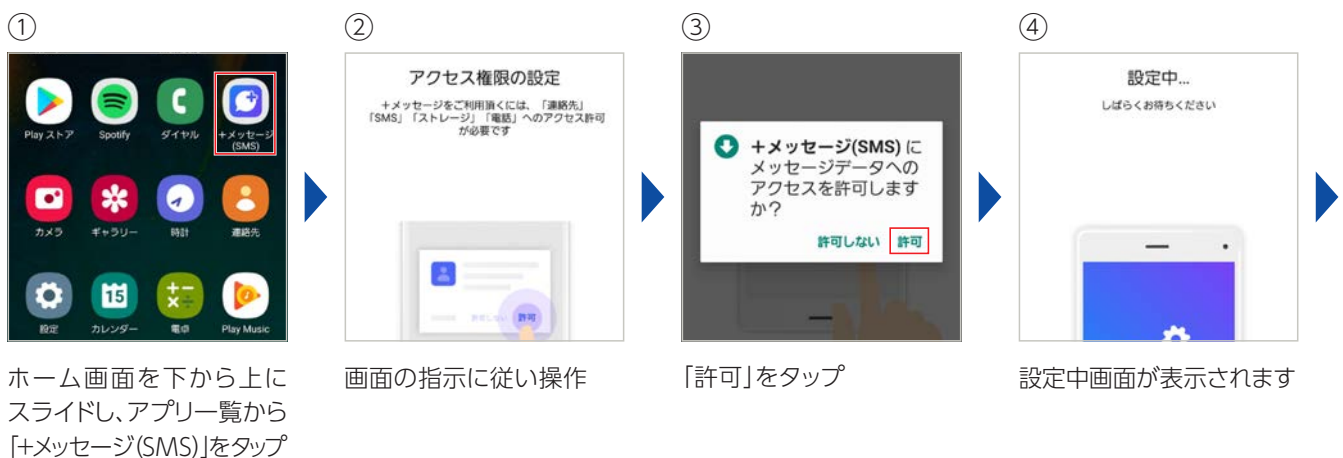 ①
Play ストア
Spotify
ダイヤル
+メッセージ
(SMS)
カメラ
ギャラリー
時計
連絡先
15
設定
カレンダー
電卓
Play Music
ホーム画面を下から上に
スライドし、アプリ一覧から
「+メッセージ(SMS)」をタップ
②
アクセス権限の設定
+メッセージをご利用頂くには、「連絡先」
「SMS」「ストレージ」「電話」へのアクセス許可
が必要です
許可しない 許可
画面の指示に従い操作
③
+メッセージ(SMS) に
メッセージデータへの
アクセスを許可します
か?
許可しない 許可
「許可」をタップ
④
設定中...
しばらくお待ちください
設定中画面が表示されます